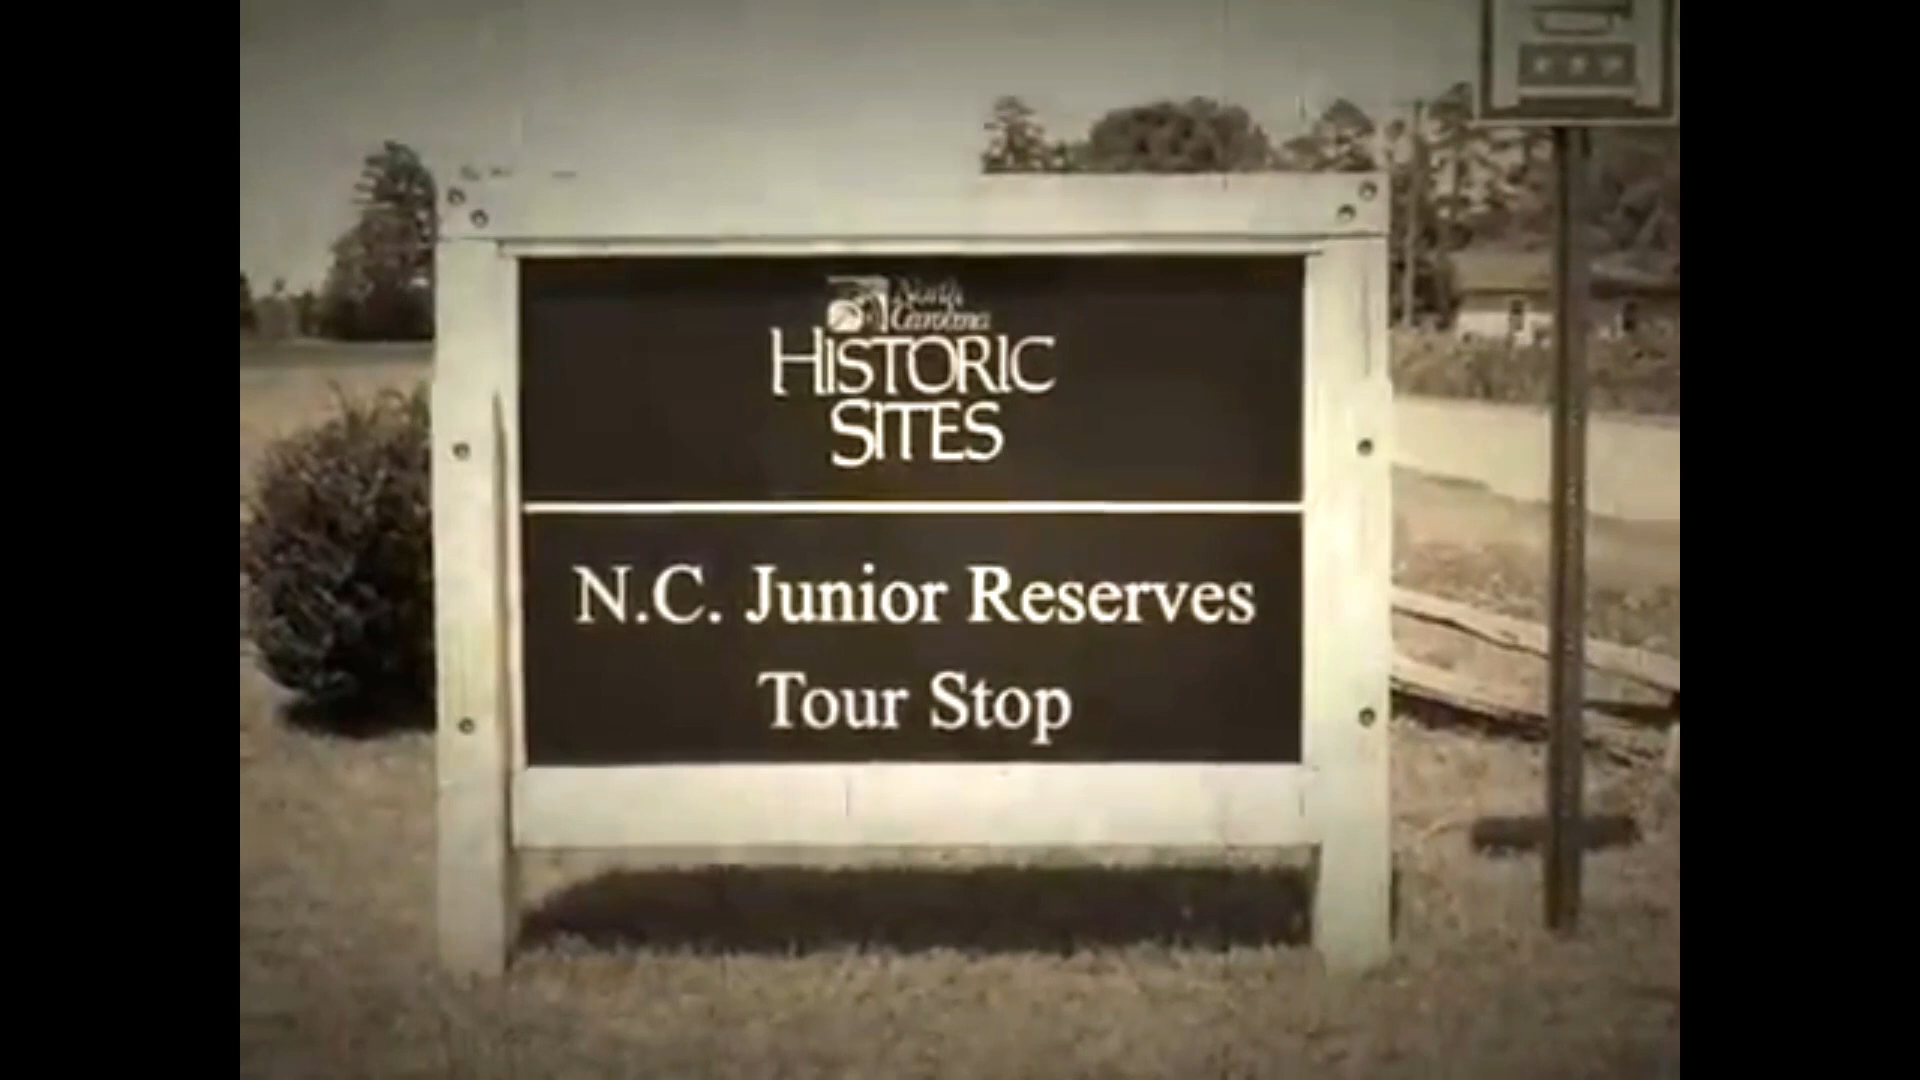 North
Carolina
HISTORIC
SITES
N.C. Junior Reserves
Tour Stop